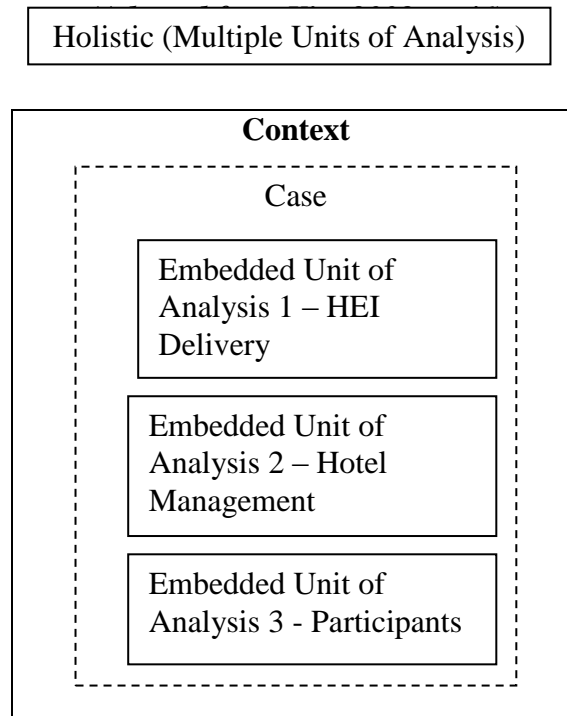 Holistic (Multiple Units of Analysis)
Context
Case
Embedded Unit of
Analysis 1 – HEI
Delivery
Embedded Unit of
Analysis 2 – Hotel
Management
Embedded Unit of
Analysis 3 - Participants